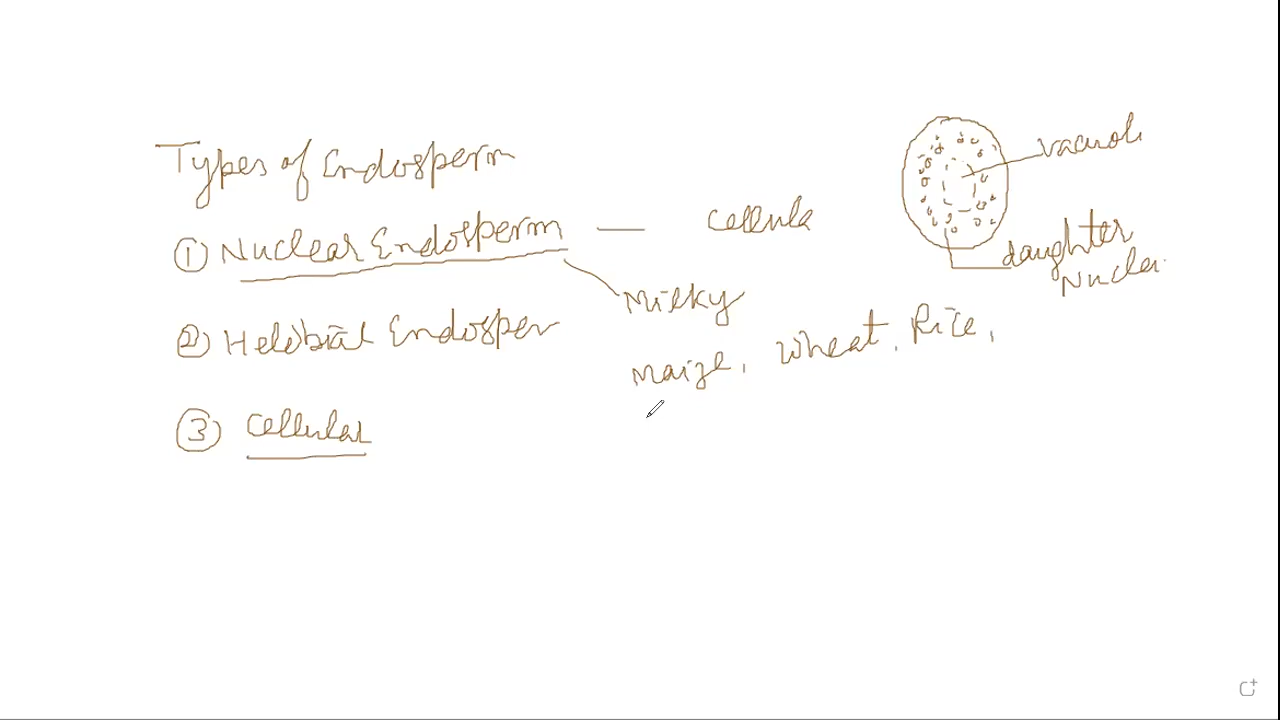 Types of Endosperm
① Nuclear Endosperm — cellula
Milky
Maize, wheat, Rice,
② Helobial Endosper
③ cellular
vacuole
daughter
Nuclei